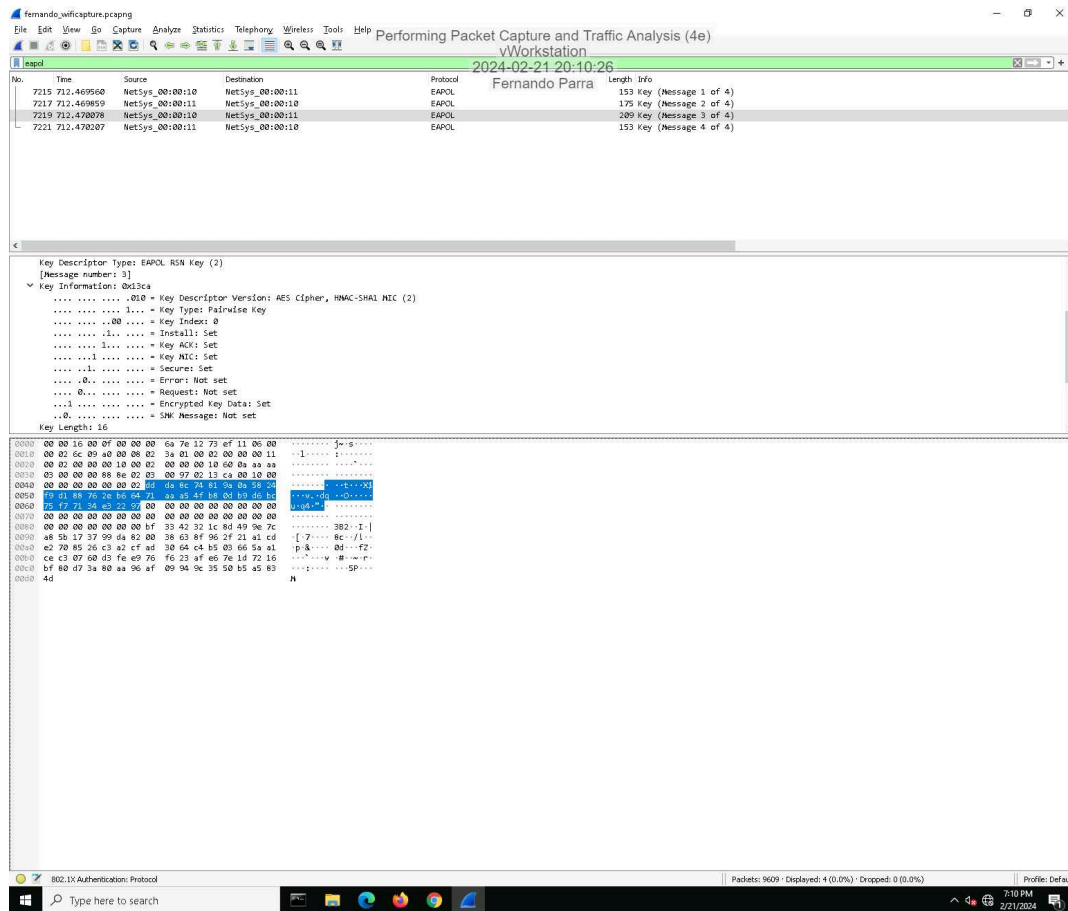 fernando_wificapture.pcapng
File Edit View Go Capture Analyze Statistics Telephony Wireless Tools Help
Performing Packet Capture and Traffic Analysis (4e)
vWorkstation
2024-02-21 20:10:26
Fernando Parra
eapol
No. Time Source Destination Protocol Length Info
7215 712.469560 NetSys_00:00:10 NetSys_00:00:11 EAPOL 153 Key (Message 1 of 4)
7217 712.469859 NetSys_00:00:11 NetSys_00:00:10 EAPOL 175 Key (Message 2 of 4)
7219 712.470078 NetSys_00:00:10 NetSys_00:00:11 EAPOL 209 Key (Message 3 of 4)
7221 712.470207 NetSys_00:00:11 NetSys_00:00:10 EAPOL 153 Key (Message 4 of 4)
Key Descriptor Type: EAPOL RSN Key (2)
[Message number: 3]
Key Information: 0x13ca
.... .... .... .010 = Key Descriptor Version: AES Cipher, HMAC-SHA1 MIC (2)
.... .... .... 1... = Key Type: Pairwise Key
.... .... ..00 .... = Key Index: 0
.... .... .1.. .... = Install: Set
.... .... 1... .... = Key ACK: Set
.... ...1 .... .... = Key MIC: Set
.... ..1. .... .... = Secure: Set
.... .0.. .... .... = Error: Not set
.... 0... .... .... = Request: Not set
...1 .... .... .... = Encrypted Key Data: Set
..0. .... .... .... = SMK Message: Not set
Key Length: 16
0000 00 00 16 00 0f 00 00 00 6a 7e 12 73 ef 11 06 00 ········ j~·s····
0010 00 02 6c 09 a0 00 08 02 3a 01 00 02 00 00 00 11 ··l····· :·······
0020 00 02 00 00 00 10 00 02 00 00 00 10 60 0a aa aa ········ ····`···
0030 03 00 00 00 88 8e 02 03 00 97 02 13 ca 00 10 00
0040 00 00 00 00 00 00 02 dd da 8c 74 81 9a 0a 58 24
0050 f9 d1 88 76 2e b6 64 71 aa a5 4f b8 0d b9 d6 bc ···v.·dq ··O·····
0060 75 f7 71 34 e3 22 97 00 00 00 00 00 00 00 00 00 u·q4·"·· ········
0070 00 00 00 00 00 00 00 00 00 00 00 00 00 00 00 00
0080 00 00 00 00 00 00 00 bf 33 42 32 1c 8d 49 9e 7c ········ 3B2··I·|
0090 a8 5b 17 37 99 da 82 00 38 63 8f 96 2f 21 a1 cd
00a0 e2 70 85 26 c3 a2 cf ad 30 64 c4 b5 03 66 5a a1 ·p·&···· 0d···fZ·
00b0 ce c3 07 60 d3 fe e9 76 f6 23 af e6 7e 1d 72 16 ···`···v ·#··~·r·
00c0 bf 80 d7 3a 80 aa 96 af 09 94 9c 35 50 b5 a5 83 ···:···· ···5P···
00d0 4d M
802.1X Authentication: Protocol
Packets: 9609 · Displayed: 4 (0.0%) · Dropped: 0 (0.0%)
Profile: Defau
Type here to search
7:10 PM
2/21/2024